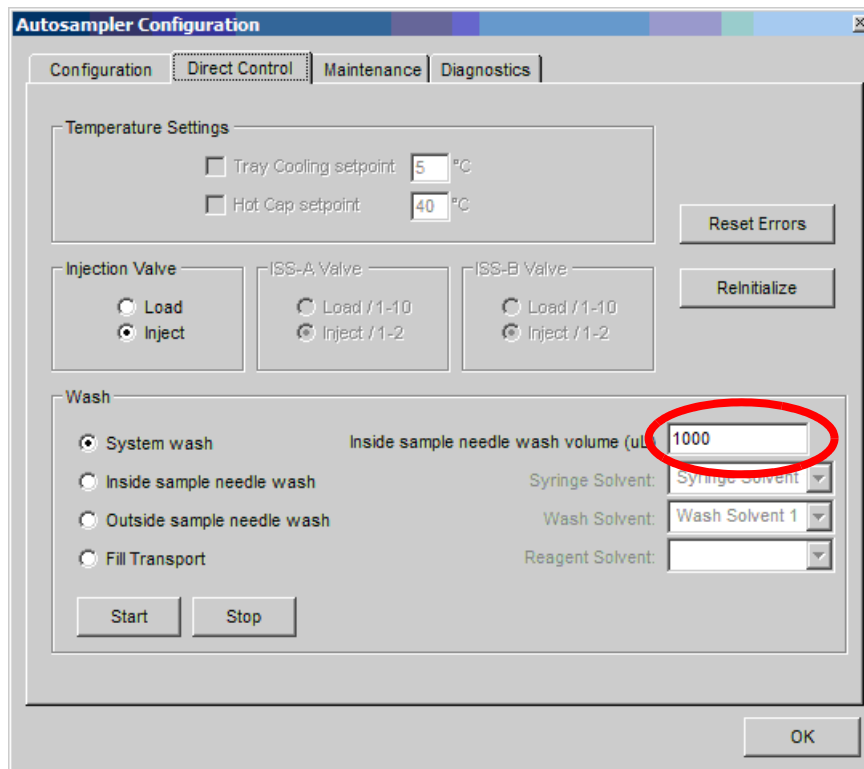 Autosampler Configuration
Configuration Direct Control Maintenance Diagnostics
Temperature Settings
Tray Cooling setpoint 5 °C
Hot Cap setpoint 40 °C
Reset Errors
Injection Valve ISS-A Valve ISS-B Valve
ReInitialize
Load Load / 1-10 Load / 1-10
Inject Inject / 1-2 Inject / 1-2
Wash
System wash Inside sample needle wash volume (uL) 1000
Inside sample needle wash Syringe Solvent: Syringe Solvent
Outside sample needle wash Wash Solvent: Wash Solvent 1
Fill Transport Reagent Solvent:
Start Stop
OK